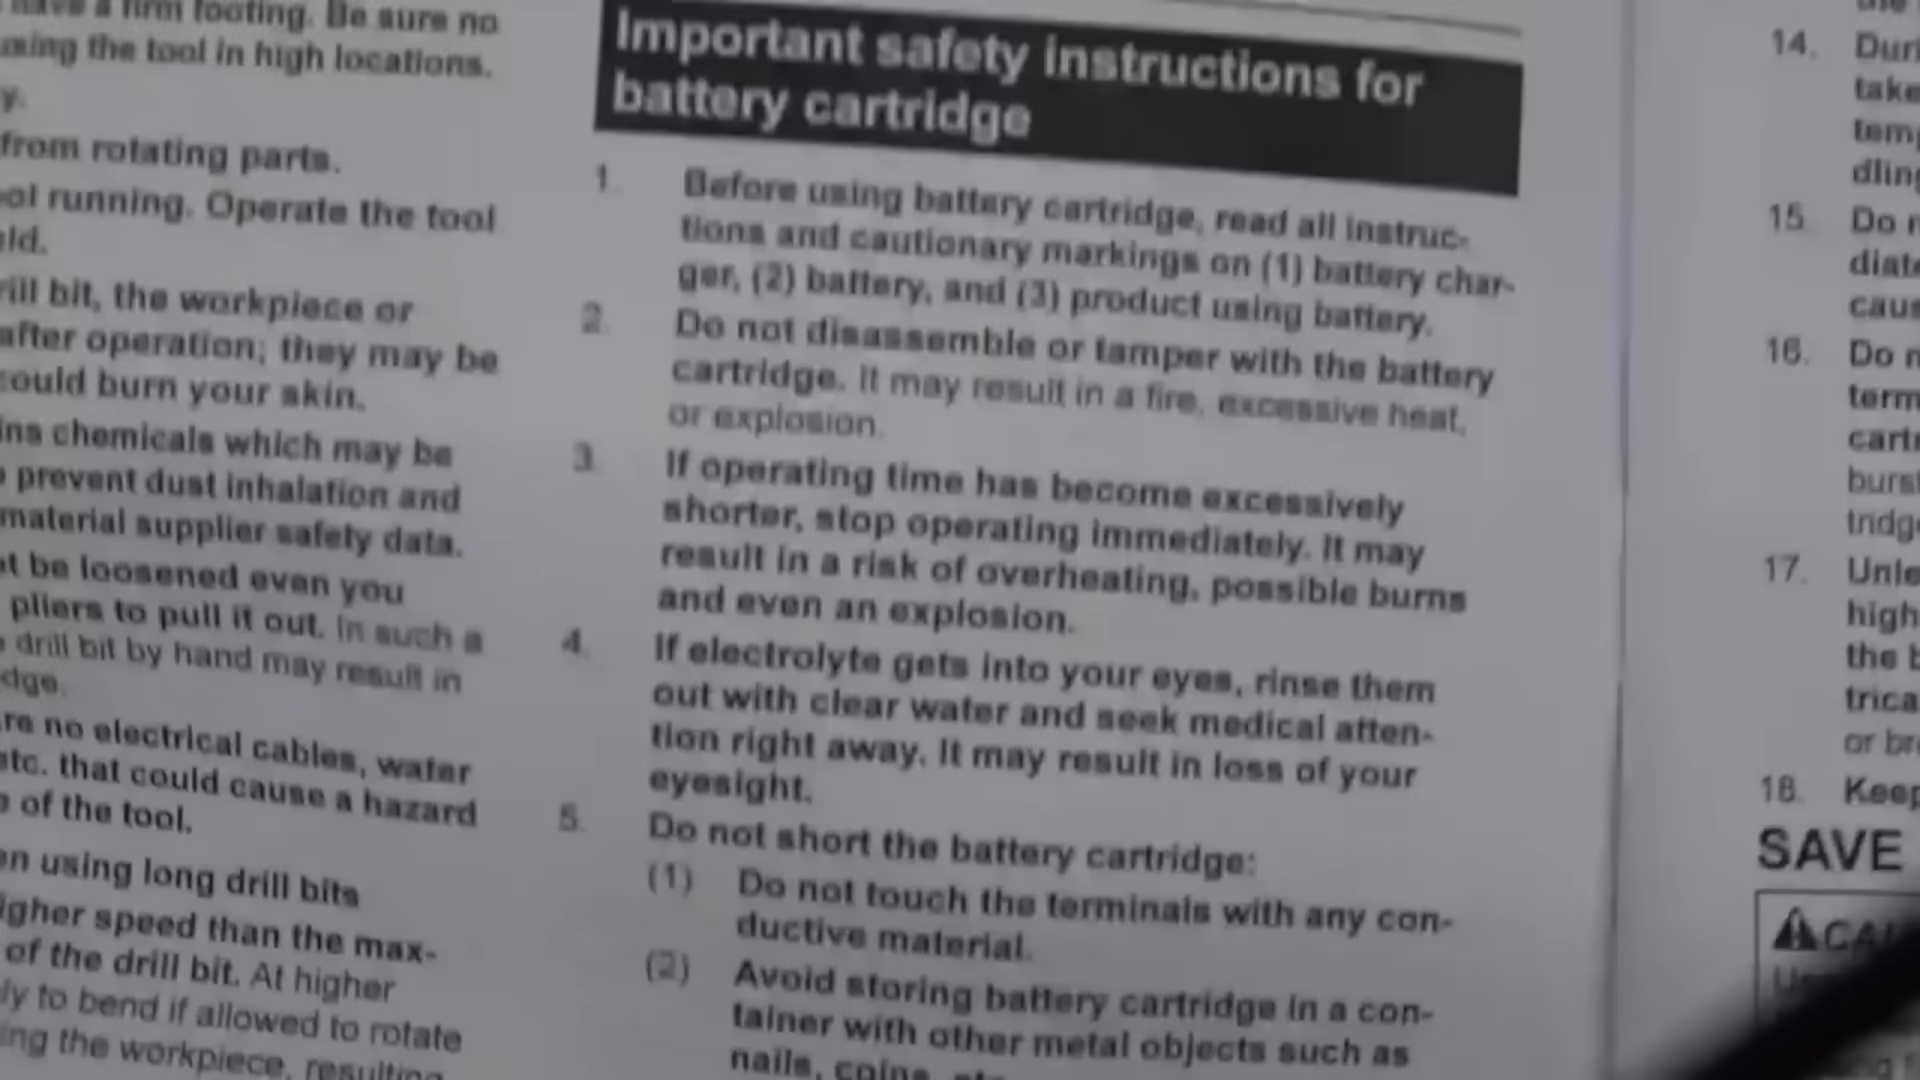 have a firm footing. Be sure no
using the tool in high locations.
y.
from rotating parts.
ol running. Operate the tool
eld.
rill bit, the workpiece or
after operation; they may be
could burn your skin.
ins chemicals which may be
prevent dust inhalation and
material supplier safety data.
ot be loosened even you
pliers to pull it out. In such a
drill bit by hand may result in
dge.
re no electrical cables, water
etc. that could cause a hazard
of the tool.
en using long drill bits
igher speed than the max-
of the drill bit. At higher
ly to bend if allowed to rotate
ing the workpiece, resulting
Important safety instructions for
battery cartridge
1. Before using battery cartridge, read all instruc-
tions and cautionary markings on (1) battery char-
ger, (2) battery, and (3) product using battery.
2. Do not disassemble or tamper with the battery
cartridge. It may result in a fire, excessive heat,
or explosion.
3. If operating time has become excessively
shorter, stop operating immediately. It may
result in a risk of overheating, possible burns
and even an explosion.
4. If electrolyte gets into your eyes, rinse them
out with clear water and seek medical atten-
tion right away. It may result in loss of your
eyesight.
5. Do not short the battery cartridge:
(1) Do not touch the terminals with any con-
ductive material.
(2) Avoid storing battery cartridge in a con-
tainer with other metal objects such as
nails, coins, etc.
14. Duri
take
temp
dling
15. Do n
diate
caus
16. Do n
term
cartr
burst
tridge
17. Unle
high
the b
trica
or bre
18. Keep
SAVE
CAU